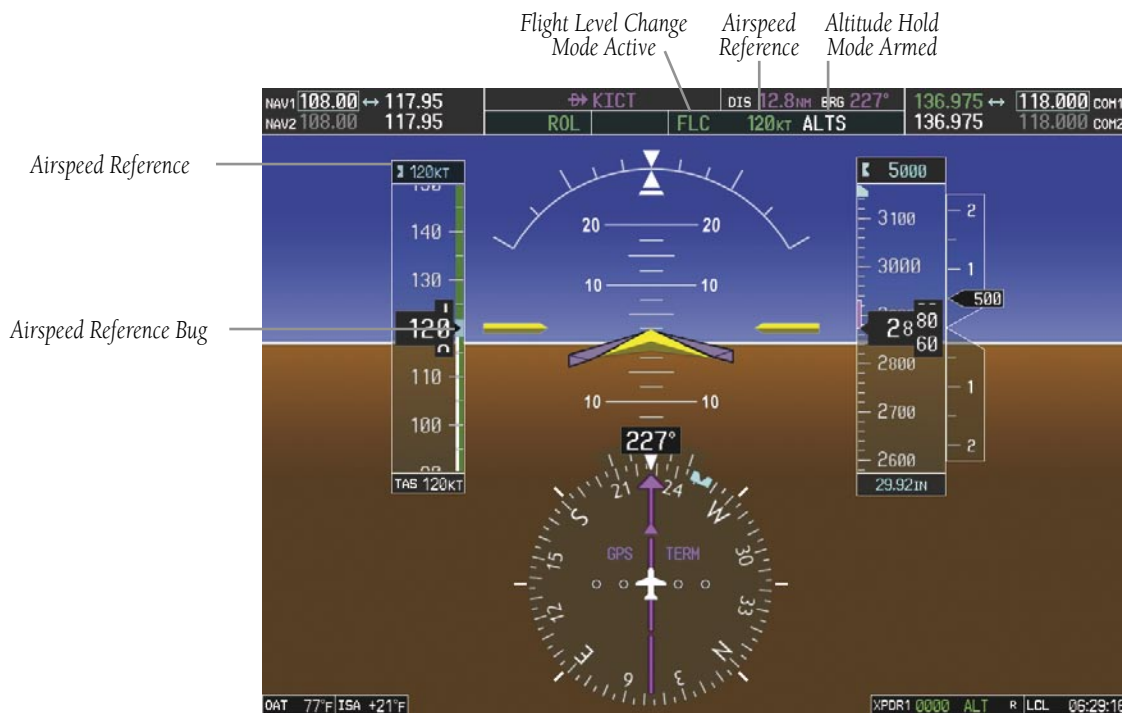 Flight Level Change
Mode Active
Airspeed
Reference
Altitude Hold
Mode Armed
NAV1 108.00 ↔ 117.95
NAV2 108.00 117.95
D→ KICT
DIS 12.8NM BRG 227°
ROL FLC 120KT ALTS
136.975 ↔ 118.000 COM1
136.975 118.000 COM2
Airspeed Reference
120KT
140
130
120
110
100
TAS 120KT
Airspeed Reference Bug
20 20
10 10
10 10
5000
3100
3000
28 80
60
2800
2700
2600
29.92IN
2
1
500
1
2
227°
21 24
S W
GPS TERM
15 30
12 33
E N
6 3
OAT 77°F ISA +21°F
XPDR1 0000 ALT R LCL